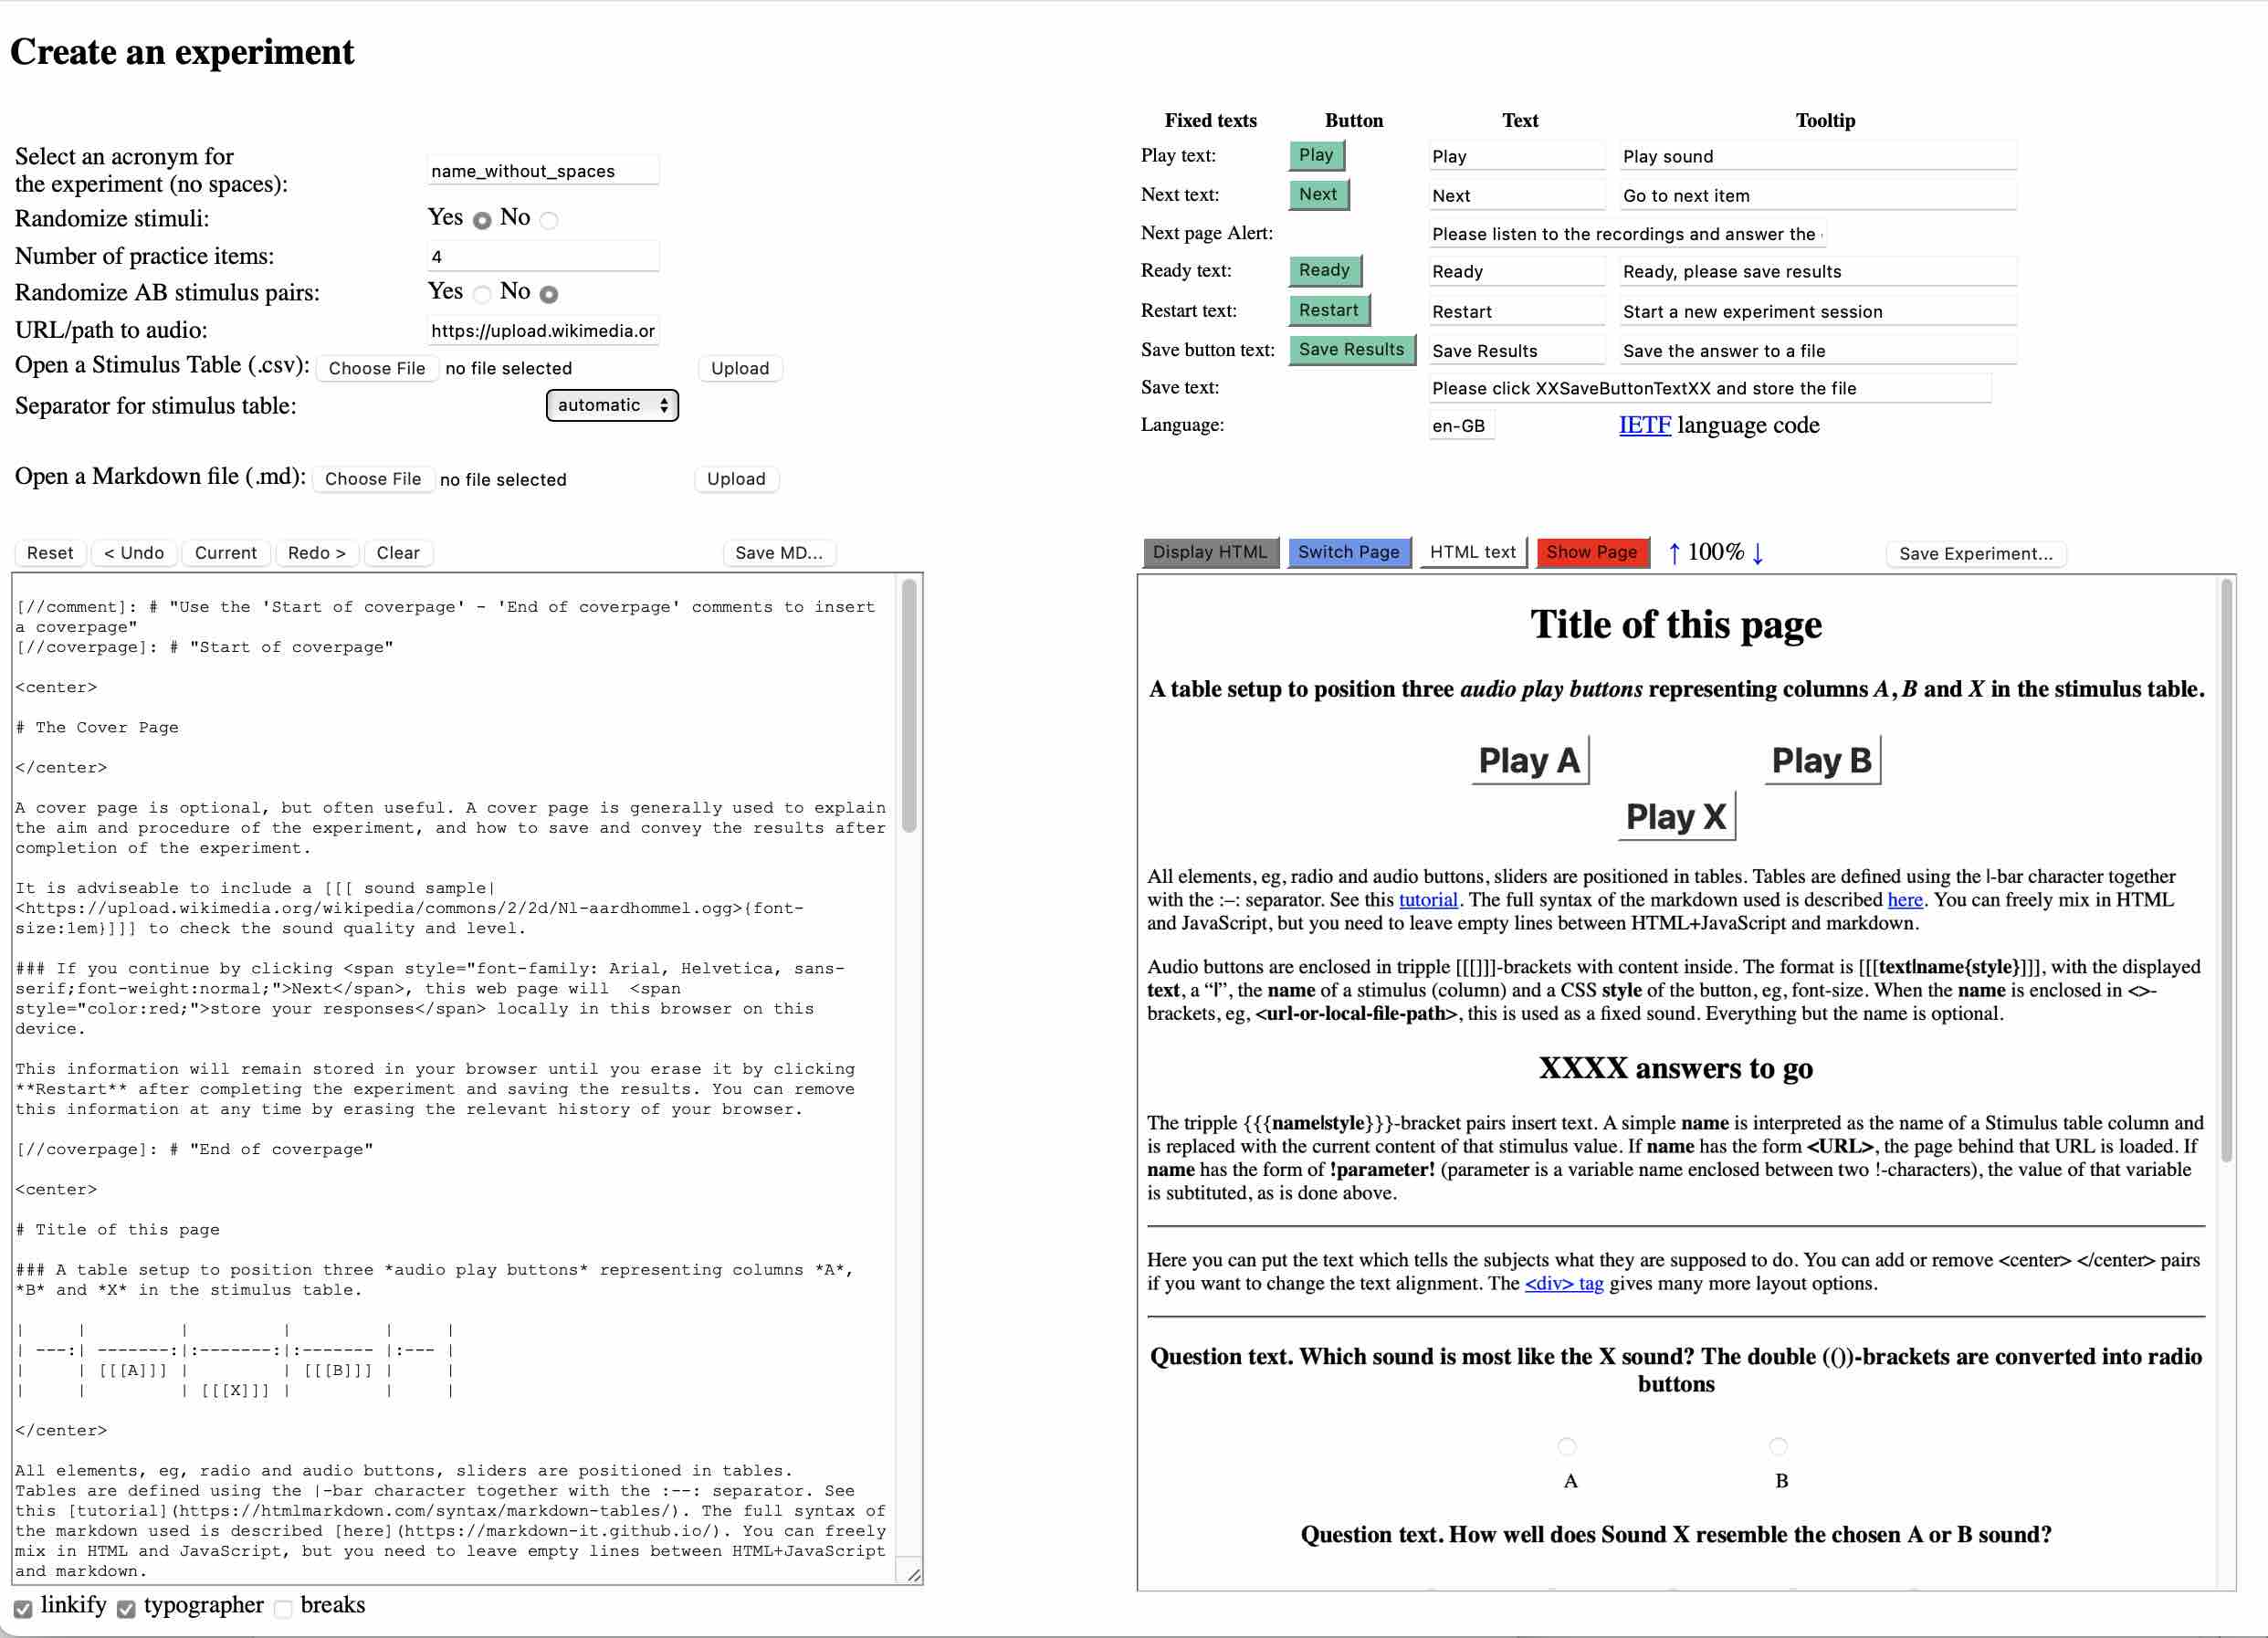 Create an experiment
Select an acronym for
the experiment (no spaces):
name_without_spaces
Randomize stimuli:
Yes No
Number of practice items:
4
Randomize AB stimulus pairs:
Yes No
URL/path to audio:
https://upload.wikimedia.or
Open a Stimulus Table (.csv): Choose File no file selected Upload
Separator for stimulus table: automatic
Open a Markdown file (.md): Choose File no file selected Upload
Fixed texts Button Text Tooltip
Play text: Play Play Play sound
Next text: Next Next Go to next item
Next page Alert: Please listen to the recordings and answer the
Ready text: Ready Ready Ready, please save results
Restart text: Restart Restart Start a new experiment session
Save button text: Save Results Save Results Save the answer to a file
Save text: Please click XXSaveButtonTextXX and store the file
Language: en-GB IETF language code
Reset < Undo Current Redo > Clear Save MD...
[//comment]: # "Use the 'Start of coverpage' - 'End of coverpage' comments to insert
a coverpage"
[//coverpage]: # "Start of coverpage"
<center>
# The Cover Page
</center>
A cover page is optional, but often useful. A cover page is generally used to explain
the aim and procedure of the experiment, and how to save and convey the results after
completion of the experiment.
It is adviseable to include a [[[ sound sample|
<https://upload.wikimedia.org/wikipedia/commons/2/2d/Nl-aardhommel.ogg>{font-
size:1em}]]] to check the sound quality and level.
### If you continue by clicking <span style="font-family: Arial, Helvetica, sans-
serif;font-weight:normal;">Next</span>, this web page will  <span
style="color:red;">store your responses</span> locally in this browser on this
device.
This information will remain stored in your browser until you erase it by clicking
**Restart** after completing the experiment and saving the results. You can remove
this information at any time by erasing the relevant history of your browser.
[//coverpage]: # "End of coverpage"
<center>
# Title of this page
### A table setup to position three *audio play buttons* representing columns *A*,
*B* and *X* in the stimulus table.
|     |         |         |         |     |
| ---:| -------:|:-------:|:------- |:--- |
|     | [[[A]]] |         | [[[B]]] |     |
|     |         | [[[X]]] |         |     |
</center>
All elements, eg, radio and audio buttons, sliders are positioned in tables.
Tables are defined using the |-bar character together with the :--: separator. See
this [tutorial](https://htmlmarkdown.com/syntax/markdown-tables/). The full syntax of
the markdown used is described [here](https://markdown-it.github.io/). You can freely
mix in HTML and JavaScript, but you need to leave empty lines between HTML+JavaScript
and markdown.
linkify typographer breaks
Display HTML Switch Page HTML text Show Page ↑ 100% ↓ Save Experiment...
Title of this page
A table setup to position three audio play buttons representing columns A, B and X in the stimulus table.
Play A Play B
Play X
All elements, eg, radio and audio buttons, sliders are positioned in tables. Tables are defined using the |-bar character together
with the :–: separator. See this tutorial. The full syntax of the markdown used is described here. You can freely mix in HTML
and JavaScript, but you need to leave empty lines between HTML+JavaScript and markdown.
Audio buttons are enclosed in tripple [[[]]]-brackets with content inside. The format is [[[text|name{style}]]], with the displayed
text, a “|”, the name of a stimulus (column) and a CSS style of the button, eg, font-size. When the name is enclosed in <>-
brackets, eg, <url-or-local-file-path>, this is used as a fixed sound. Everything but the name is optional.
XXXX answers to go
The tripple {{{name|style}}}-bracket pairs insert text. A simple name is interpreted as the name of a Stimulus table column and
is replaced with the current content of that stimulus value. If name has the form <URL>, the page behind that URL is loaded. If
name has the form of !parameter! (parameter is a variable name enclosed between two !-characters), the value of that variable
is subtituted, as is done above.
Here you can put the text which tells the subjects what they are supposed to do. You can add or remove <center> </center> pairs
if you want to change the text alignment. The <div> tag gives many more layout options.
Question text. Which sound is most like the X sound? The double (())-brackets are converted into radio
buttons
A B
Question text. How well does Sound X resemble the chosen A or B sound?